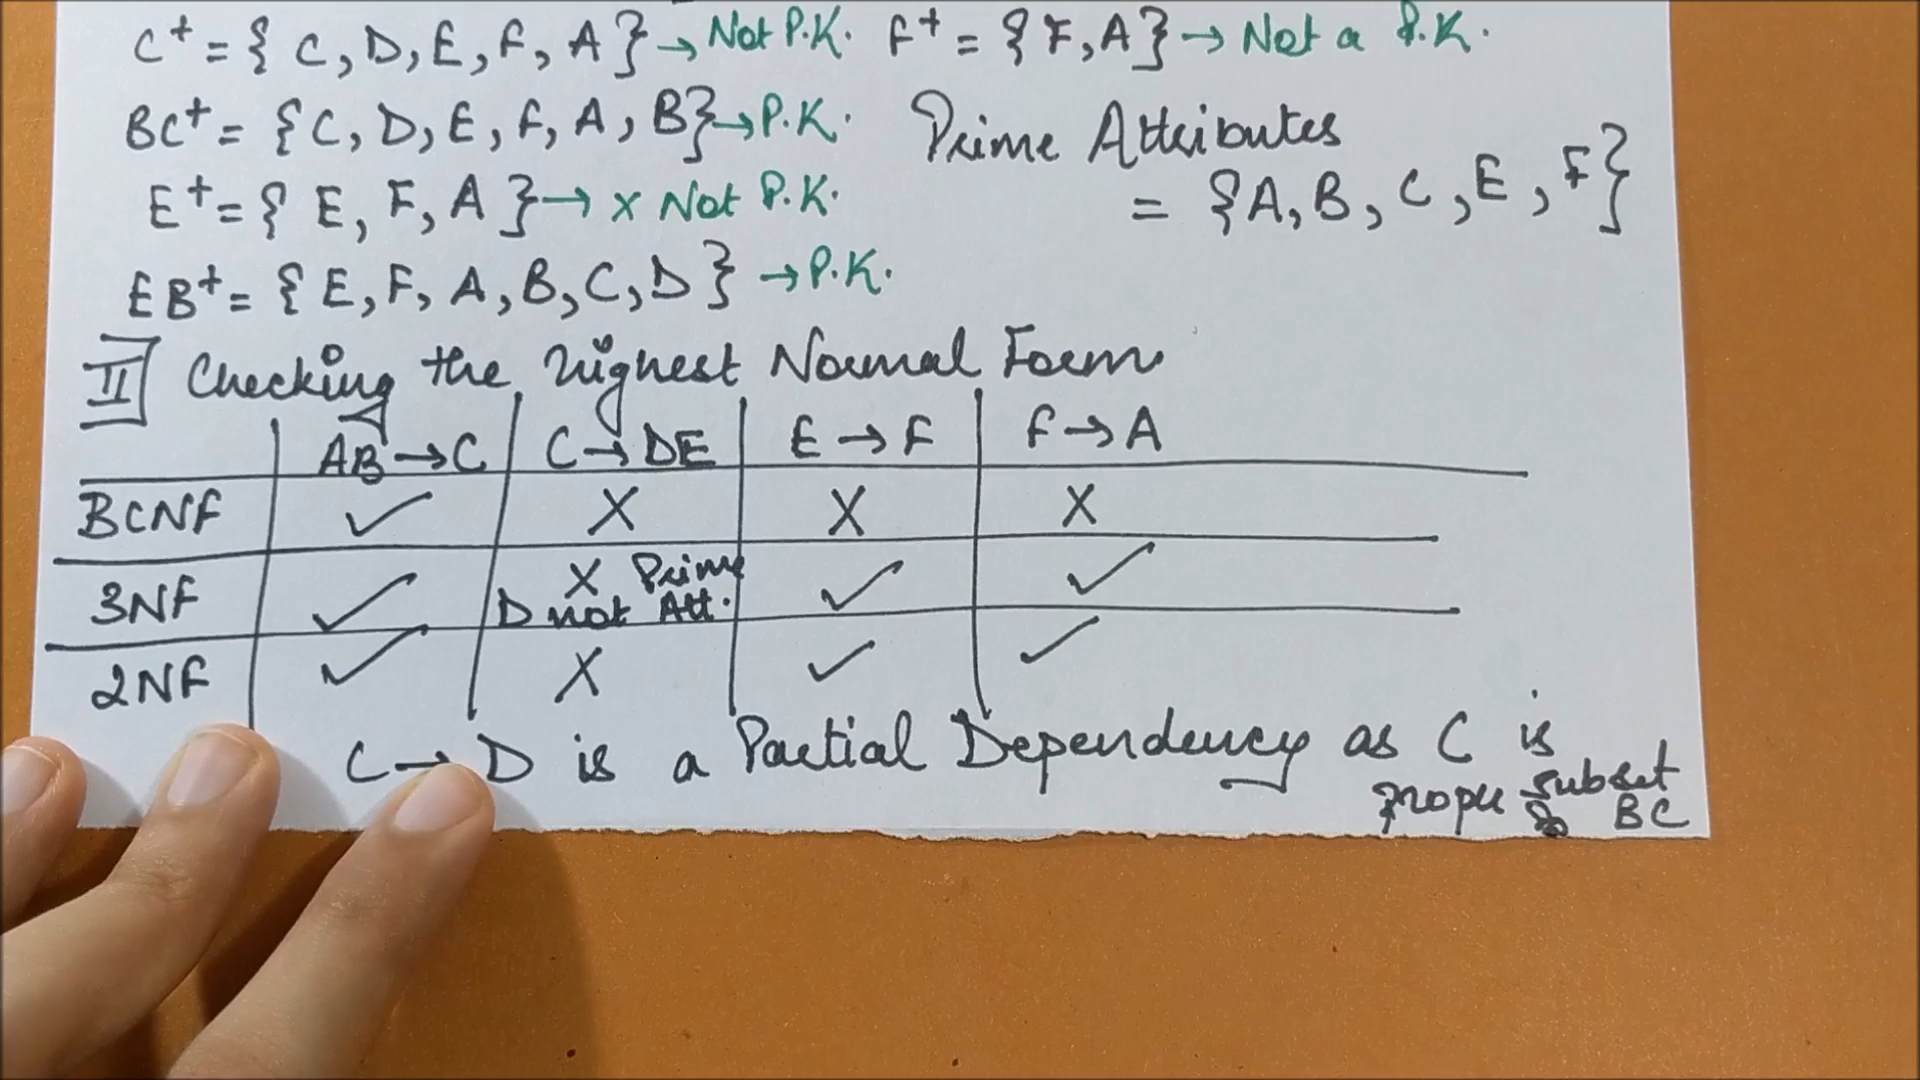 C⁺ = { C, D, E, F, A } → Not P.K. F⁺ = { F, A } → Not a P.K.
BC⁺ = { C, D, E, F, A, B } → P.K. Prime Attributes
E⁺ = { E, F, A } → x Not P.K. = { A, B, C, E, F }
EB⁺ = { E, F, A, B, C, D } → P.K.
II Checking the highest Normal Form
AB → C C → DE E → F F → A
BCNF ✓ X X X
3NF ✓ X Prime D not Att. ✓ ✓
2NF ✓ X ✓ ✓
C → D is a Partial Dependency as C is
proper subset
BC